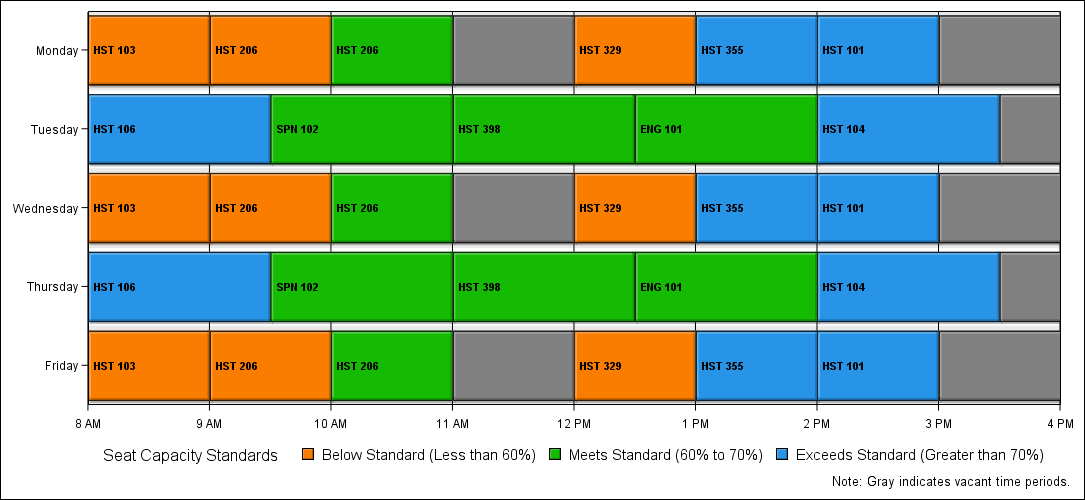 Monday HST 103 HST 206 HST 206 HST 329 HST 355 HST 101
Tuesday HST 106 SPN 102 HST 398 ENG 101 HST 104
Wednesday HST 103 HST 206 HST 206 HST 329 HST 355 HST 101
Thursday HST 106 SPN 102 HST 398 ENG 101 HST 104
Friday HST 103 HST 206 HST 206 HST 329 HST 355 HST 101
8 AM 9 AM 10 AM 11 AM 12 PM 1 PM 2 PM 3 PM 4 PM
Seat Capacity Standards Below Standard (Less than 60%) Meets Standard (60% to 70%) Exceeds Standard (Greater than 70%)
Note: Gray indicates vacant time periods.